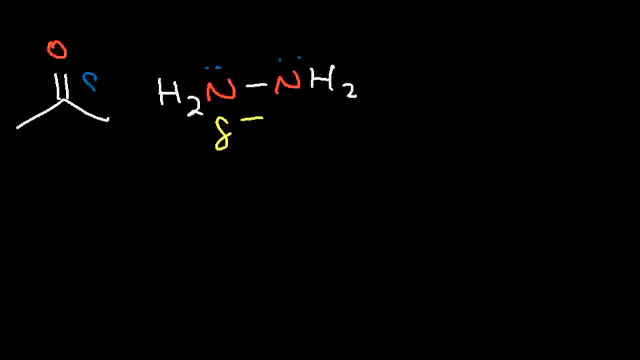 O
H₂N̈ – N̈H₂
δ −